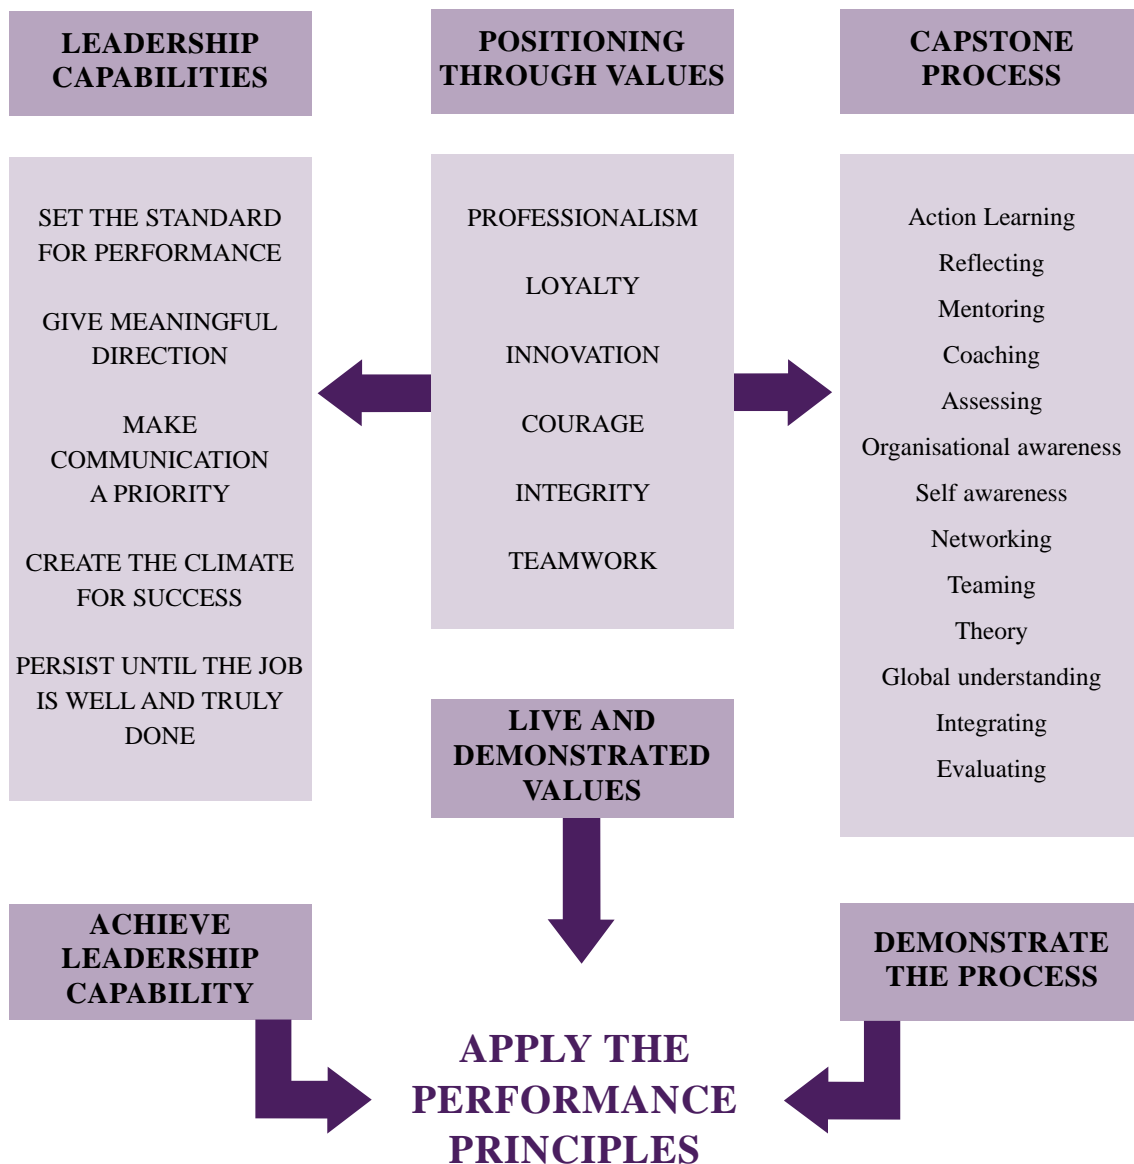 LEADERSHIP
CAPABILITIES
POSITIONING
THROUGH VALUES
CAPSTONE
PROCESS
SET THE STANDARD
FOR PERFORMANCE
GIVE MEANINGFUL
DIRECTION
MAKE
COMMUNICATION
A PRIORITY
CREATE THE CLIMATE
FOR SUCCESS
PERSIST UNTIL THE JOB
IS WELL AND TRULY
DONE
PROFESSIONALISM
LOYALTY
INNOVATION
COURAGE
INTEGRITY
TEAMWORK
Action Learning
Reflecting
Mentoring
Coaching
Assessing
Organisational awareness
Self awareness
Networking
Teaming
Theory
Global understanding
Integrating
Evaluating
LIVE AND
DEMONSTRATED
VALUES
ACHIEVE
LEADERSHIP
CAPABILITY
DEMONSTRATE
THE PROCESS
APPLY THE
PERFORMANCE
PRINCIPLES